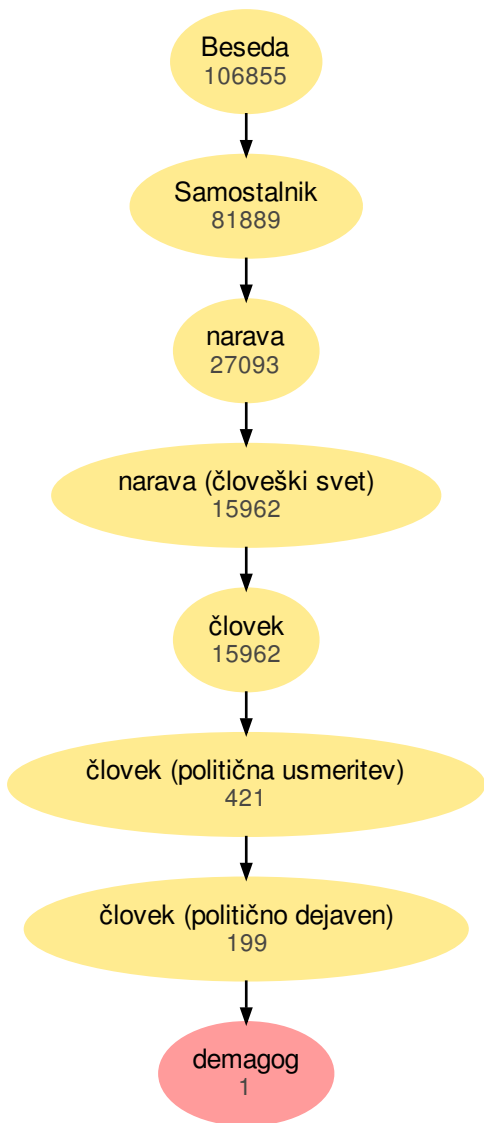 Beseda
106855
Samostalnik
81889
narava
27093
narava (človeški svet)
15962
človek
15962
človek (politična usmeritev)
421
človek (politično dejaven)
199
demagog
1